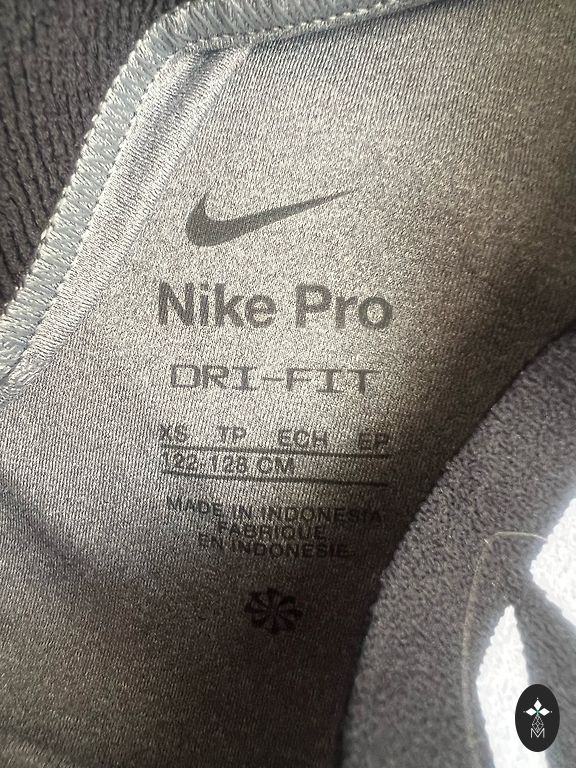 Nike Pro
DRI-FIT
XS TP ECH EP
122-128 CM
MADE IN INDONESIA
FABRIQUE
EN INDONESIE
M